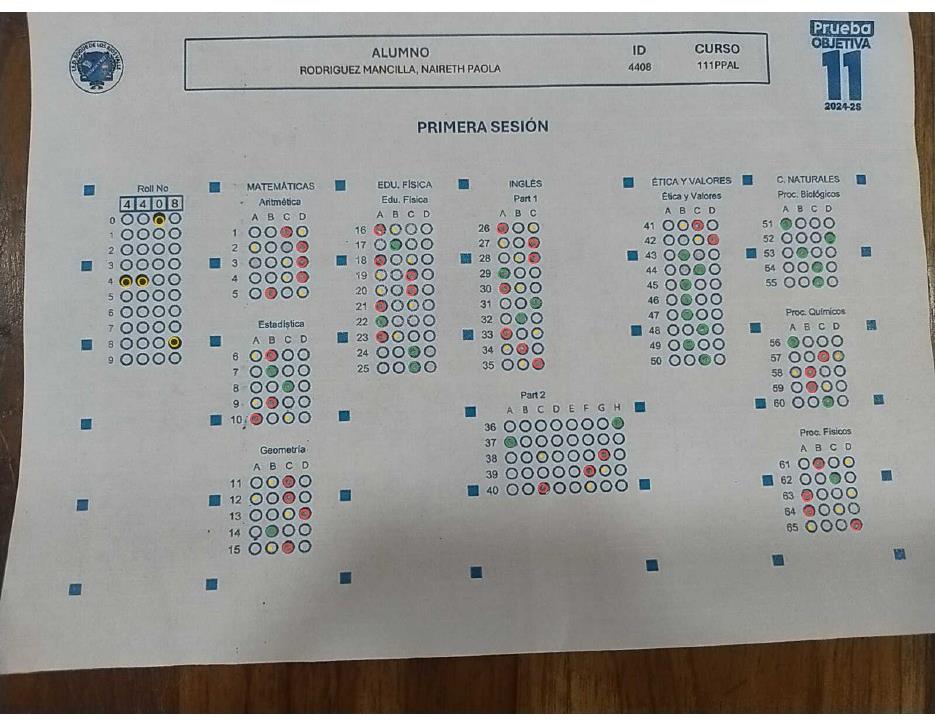 Prueba
OBJETIVA
11
2024-25
ALUMNO ID CURSO
RODRIGUEZ MANCILLA, NAIRETH PAOLA 4408 111PPAL
PRIMERA SESIÓN
Roll No
4 4 0 8
0
1
2
3
4
5
6
7
8
9
MATEMÁTICAS
Aritmética
A B C D
1
2
3
4
5
Estadística
A B C D
6
7
8
9
10
Geometría
A B C D
11
12
13
14
15
EDU. FÍSICA
Edu. Física
A B C D
16
17
18
19
20
21
22
23
24
25
INGLÉS
Part 1
A B C
26
27
28
29
30
31
32
33
34
35
Part 2
A B C D E F G H
36
37
38
39
40
ÉTICA Y VALORES
Ética y Valores
A B C D
41
42
43
44
45
46
47
48
49
50
C. NATURALES
Proc. Biológicos
A B C D
51
52
53
54
55
Proc. Químicos
A B C D
56
57
58
59
60
Proc. Físicos
A B C D
61
62
63
64
65